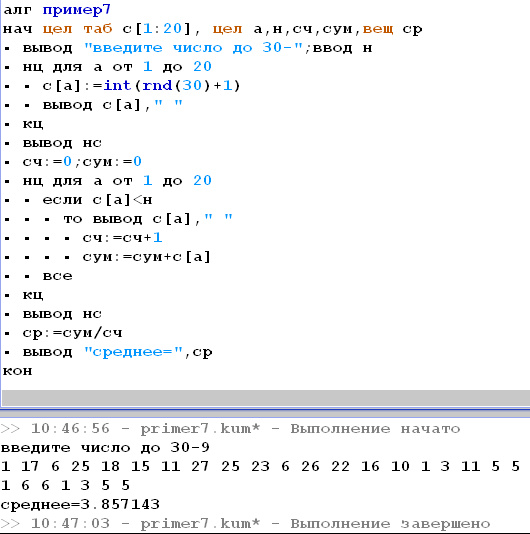 алг пример7
нач цел таб с[1:20], цел а,н,сч,сум,вещ ср
▪ вывод "введите число до 30-";ввод н
▪ нц для а от 1 до 20
▪ ▪ с[а]:=int(rnd(30)+1)
▪ ▪ вывод с[а]," "
▪ кц
▪ вывод нс
▪ сч:=0;сум:=0
▪ нц для а от 1 до 20
▪ ▪ если с[а]<н
▪ ▪ ▪ то вывод с[а]," "
▪ ▪ ▪ ▪ сч:=сч+1
▪ ▪ ▪ ▪ сум:=сум+с[а]
▪ ▪ все
▪ кц
▪ вывод нс
▪ ср:=сум/сч
▪ вывод "среднее=",ср
кон
>> 10:46:56 - primer7.kum* - Выполнение начато
введите число до 30-9
1 17 6 25 18 15 11 27 25 23 6 26 22 16 10 1 3 11 5 5
1 6 6 1 3 5 5
среднее=3.857143
>> 10:47:03 - primer7.kum* - Выполнение завершено